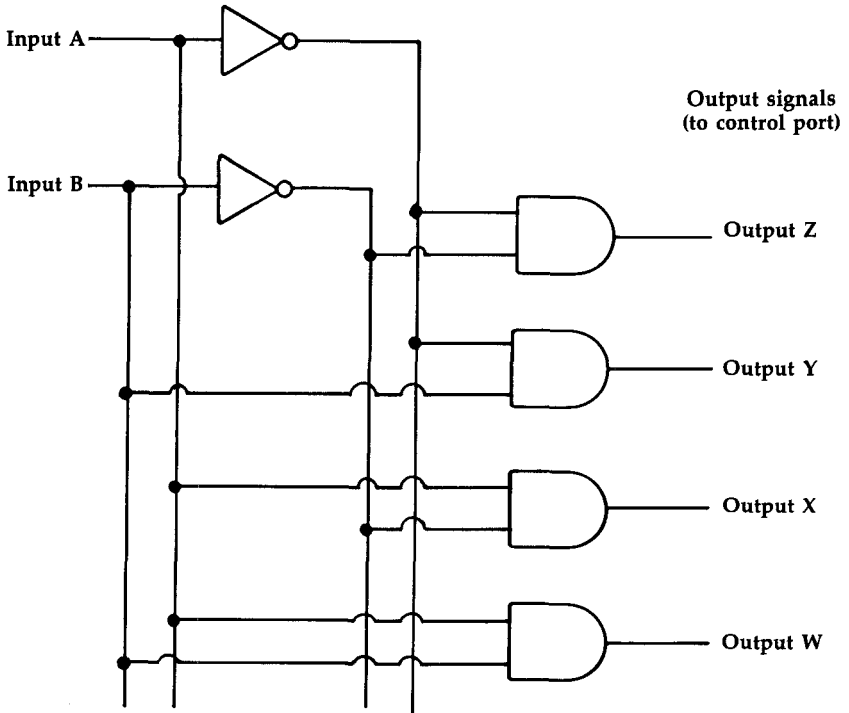 Input A
Output signals
(to control port)
Input B
Output Z
Output Y
Output X
Output W